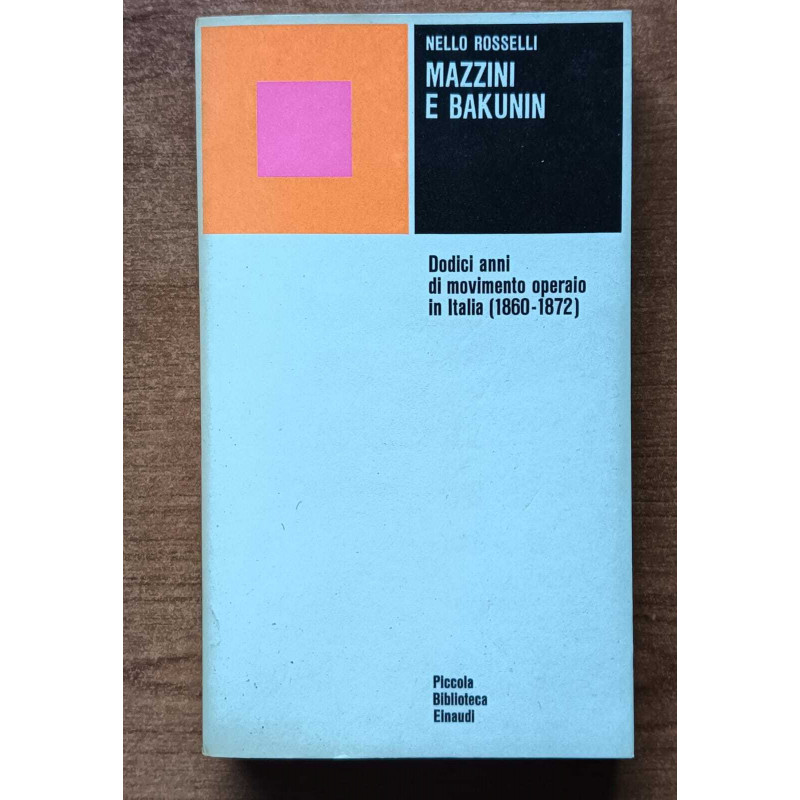 NELLO ROSSELLI
MAZZINI
E BAKUNIN
Dodici anni
di movimento operaio
in Italia (1860-1872)
Piccola
Biblioteca
Einaudi